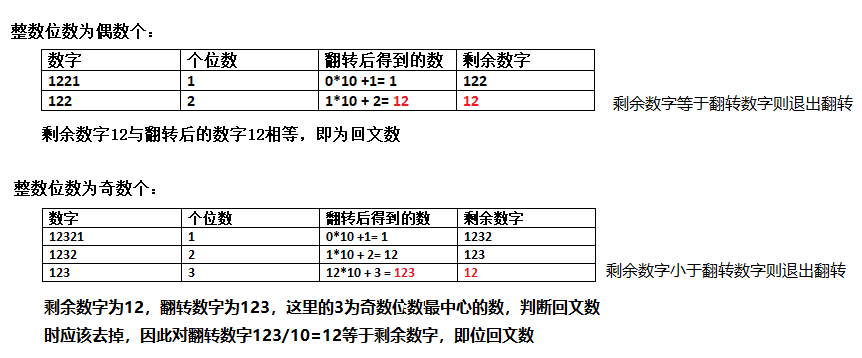 整数位数为偶数个：
数字 个位数 翻转后得到的数 剩余数字
1221 1 0*10 +1= 1 122
122 2 1*10 + 2= 12 12
剩余数字等于翻转数字则退出翻转
剩余数字12与翻转后的数字12相等，即为回文数
整数位数为奇数个：
数字 个位数 翻转后得到的数 剩余数字
12321 1 0*10 +1= 1 1232
1232 2 1*10 + 2= 12 123
123 3 12*10 + 3 = 123 12
剩余数字小于翻转数字则退出翻转
剩余数字为12，翻转数字为123，这里的3为奇数位数最中心的数，判断回文数
时应该去掉，因此对翻转数字123/10=12等于剩余数字，即位回文数